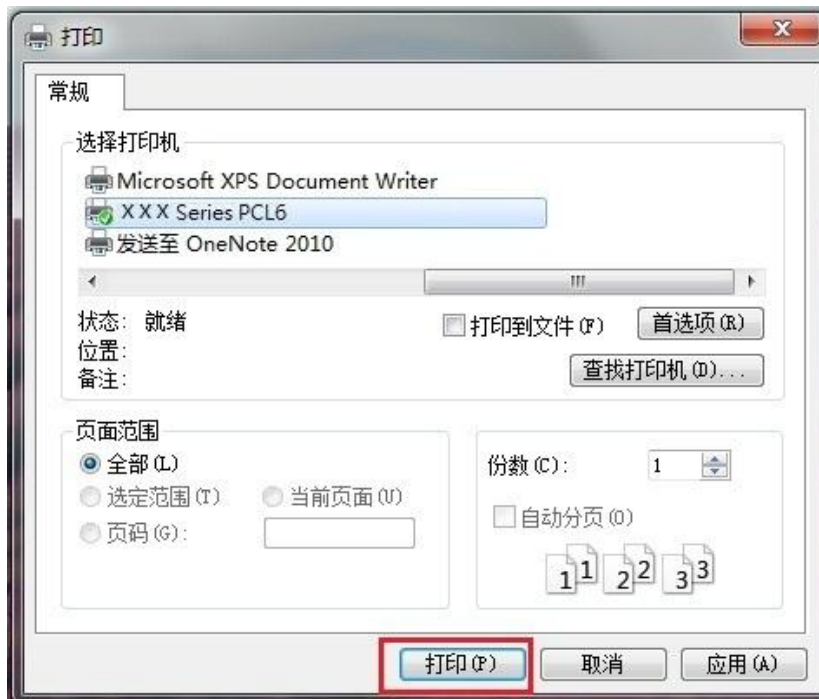 打印
常规
选择打印机
Microsoft XPS Document Writer
XXX Series PCL6
发送至 OneNote 2010
状态: 就绪
打印到文件(F) 首选项(R)
位置:
备注:
查找打印机(D)...
页面范围
全部(L)
选定范围(T) 当前页面(U)
页码(G):
份数(C): 1
自动分页(O)
1 1 2 2 3 3
打印(P) 取消 应用(A)